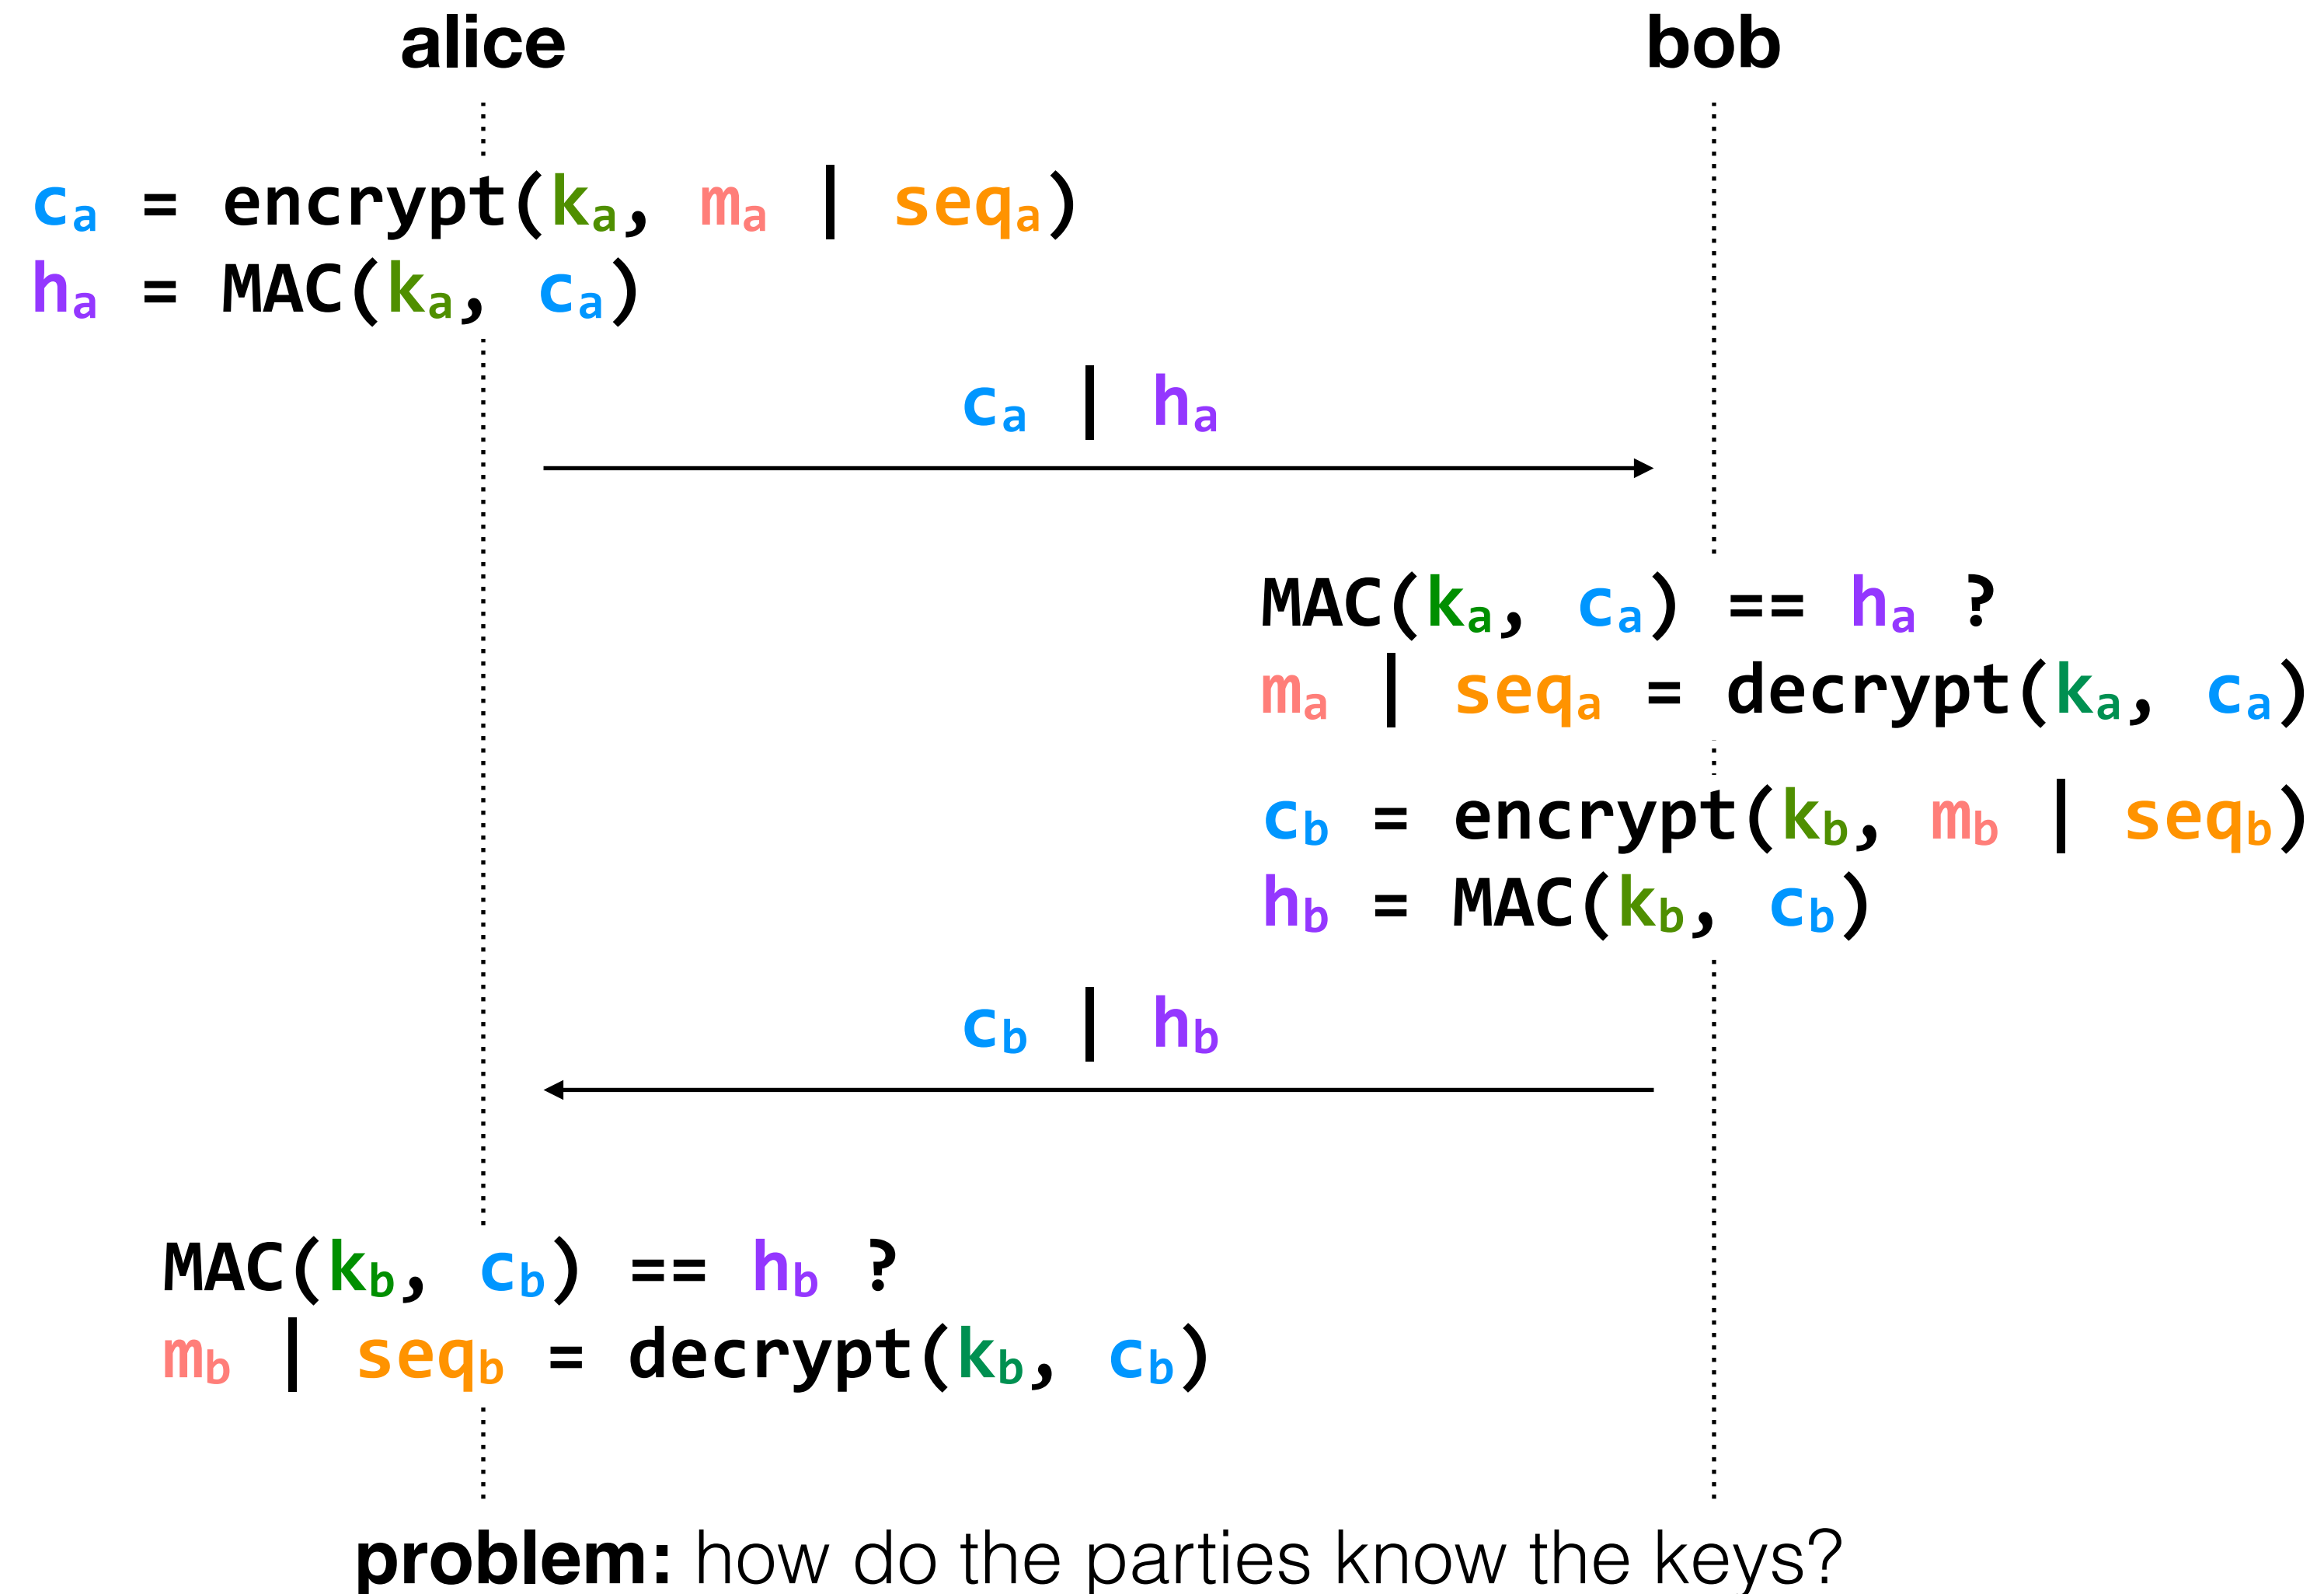 alice bob
cₐ = encrypt(kₐ, mₐ | seqₐ)
hₐ = MAC(kₐ, cₐ)
cₐ | hₐ
MAC(kₐ, cₐ) == hₐ ?
mₐ | seqₐ = decrypt(kₐ, cₐ)
c_b = encrypt(k_b, m_b | seq_b)
h_b = MAC(k_b, c_b)
c_b | h_b
MAC(k_b, c_b) == h_b ?
m_b | seq_b = decrypt(k_b, c_b)
problem: how do the parties know the keys?